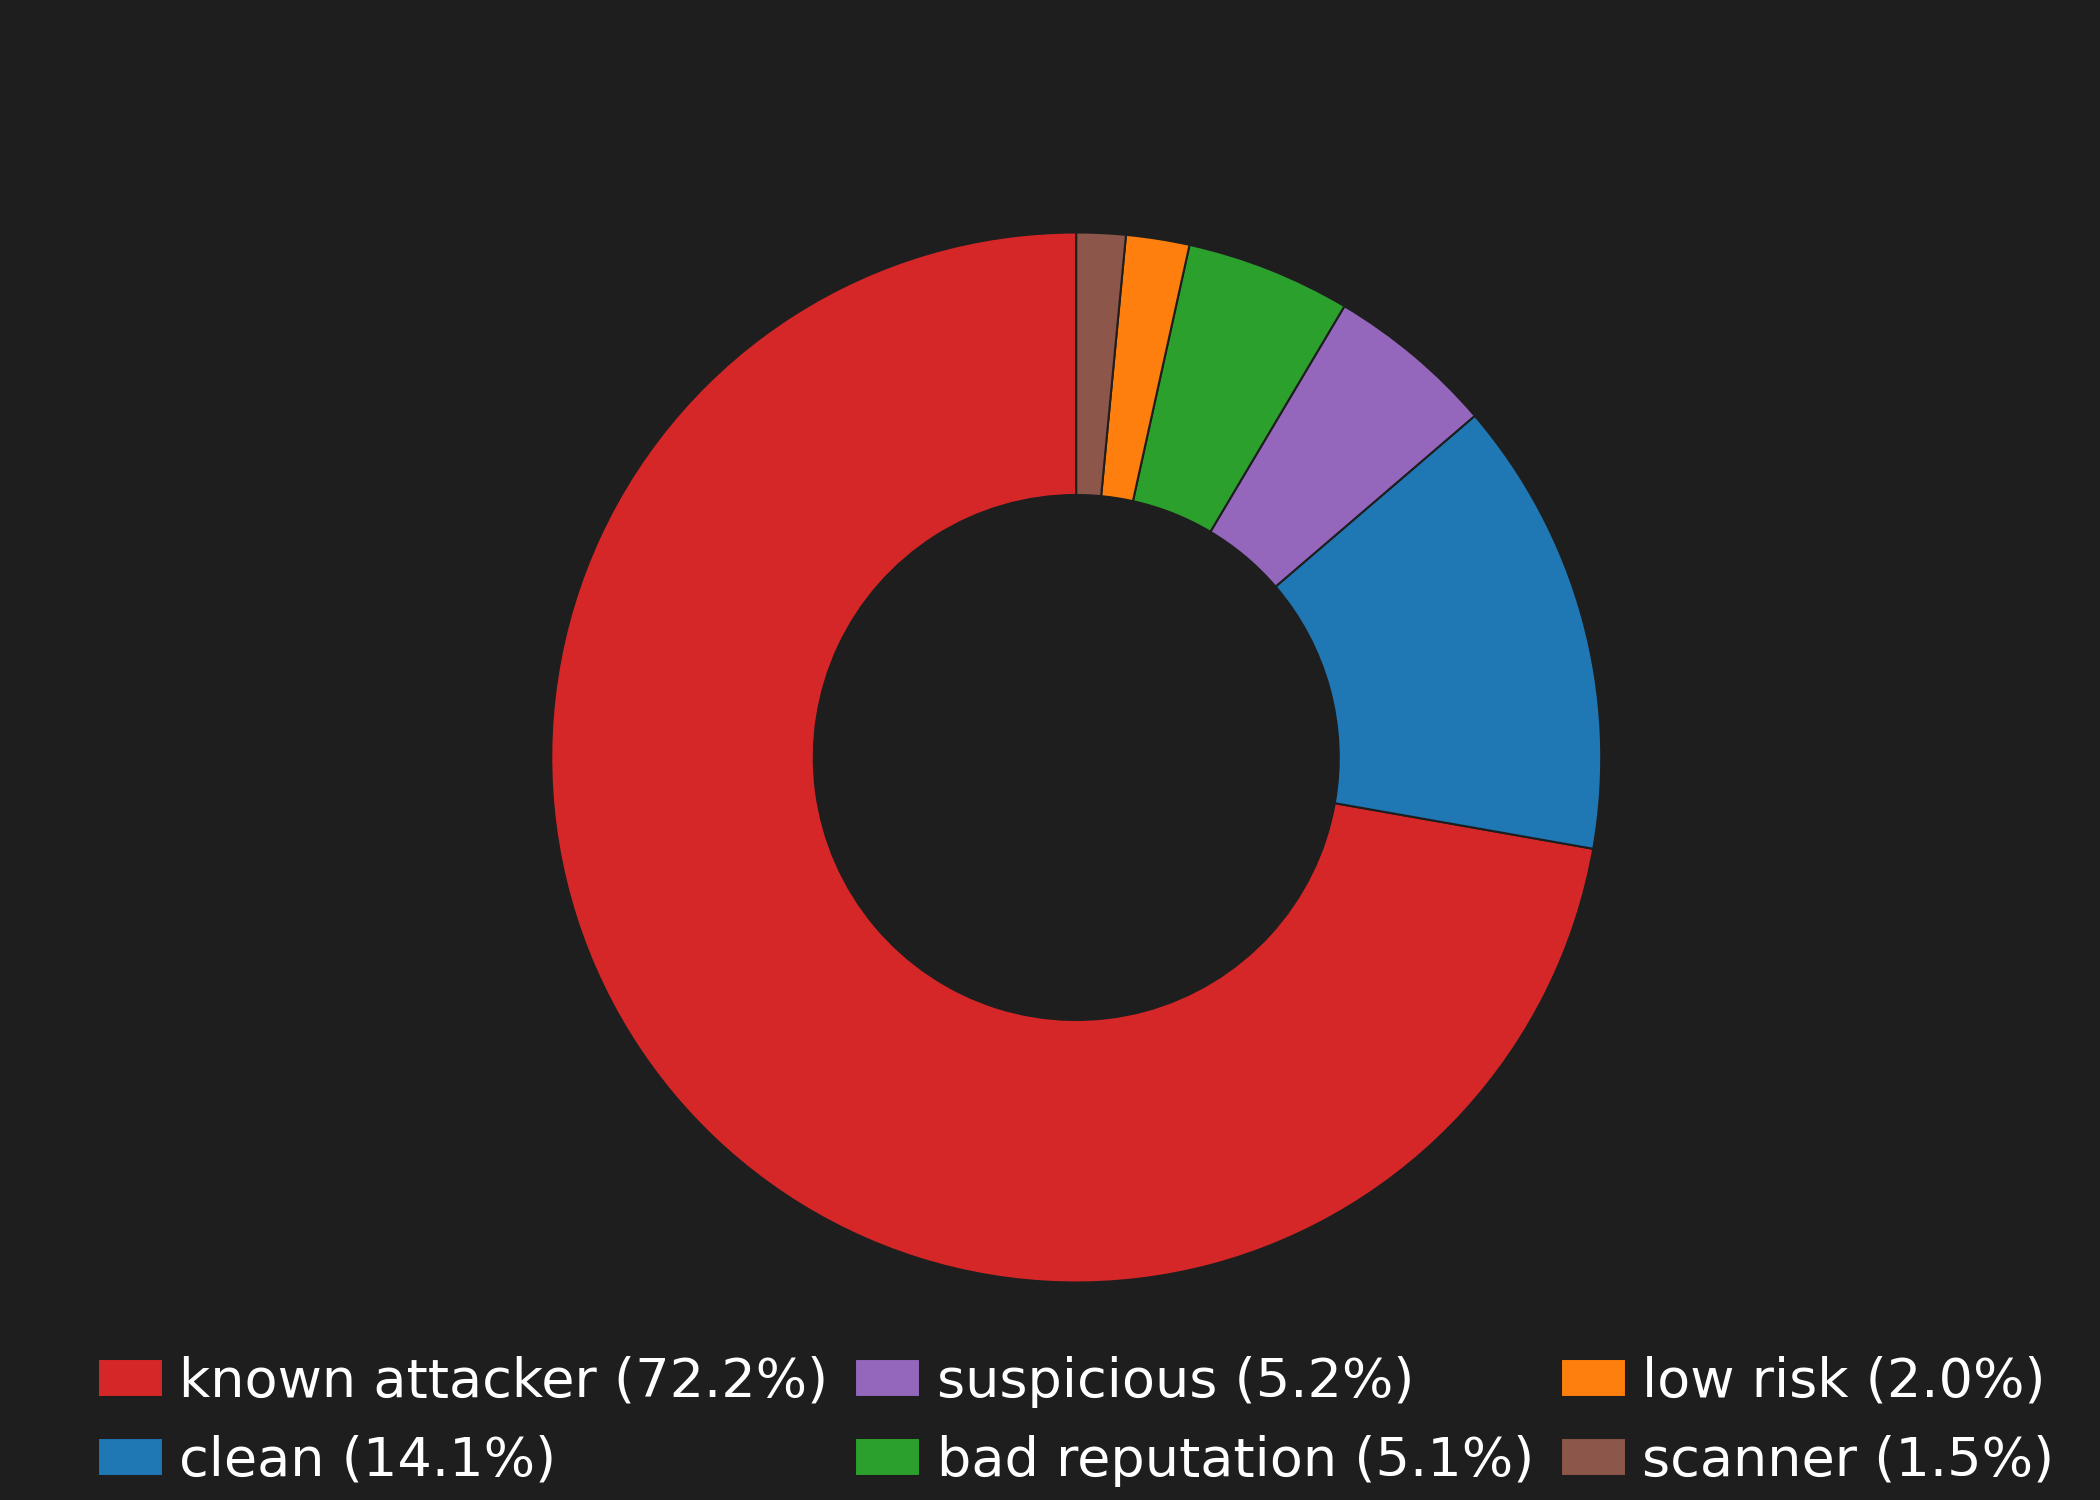 known attacker (72.2%)
clean (14.1%)
suspicious (5.2%)
bad reputation (5.1%)
low risk (2.0%)
scanner (1.5%)